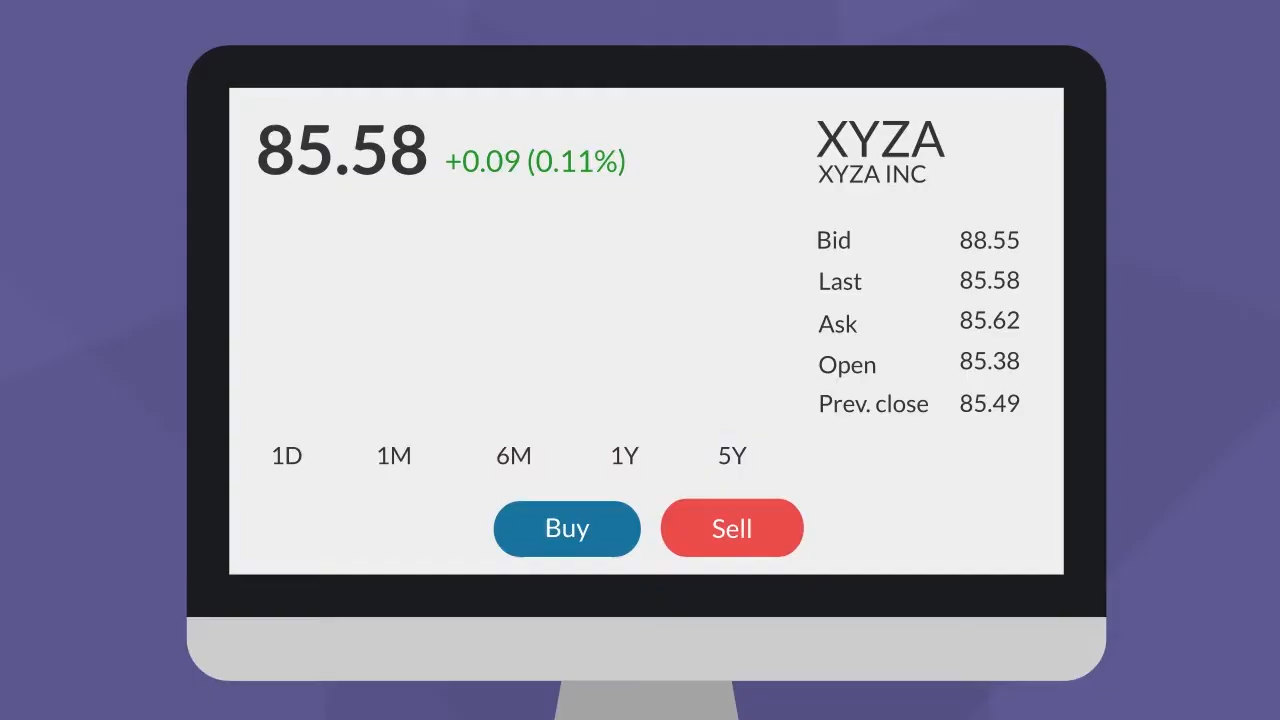 85.58 +0.09 (0.11%)
XYZA
XYZA INC
Bid 88.55
Last 85.58
Ask 85.62
Open 85.38
Prev. close 85.49
1D 1M 6M 1Y 5Y
Buy Sell